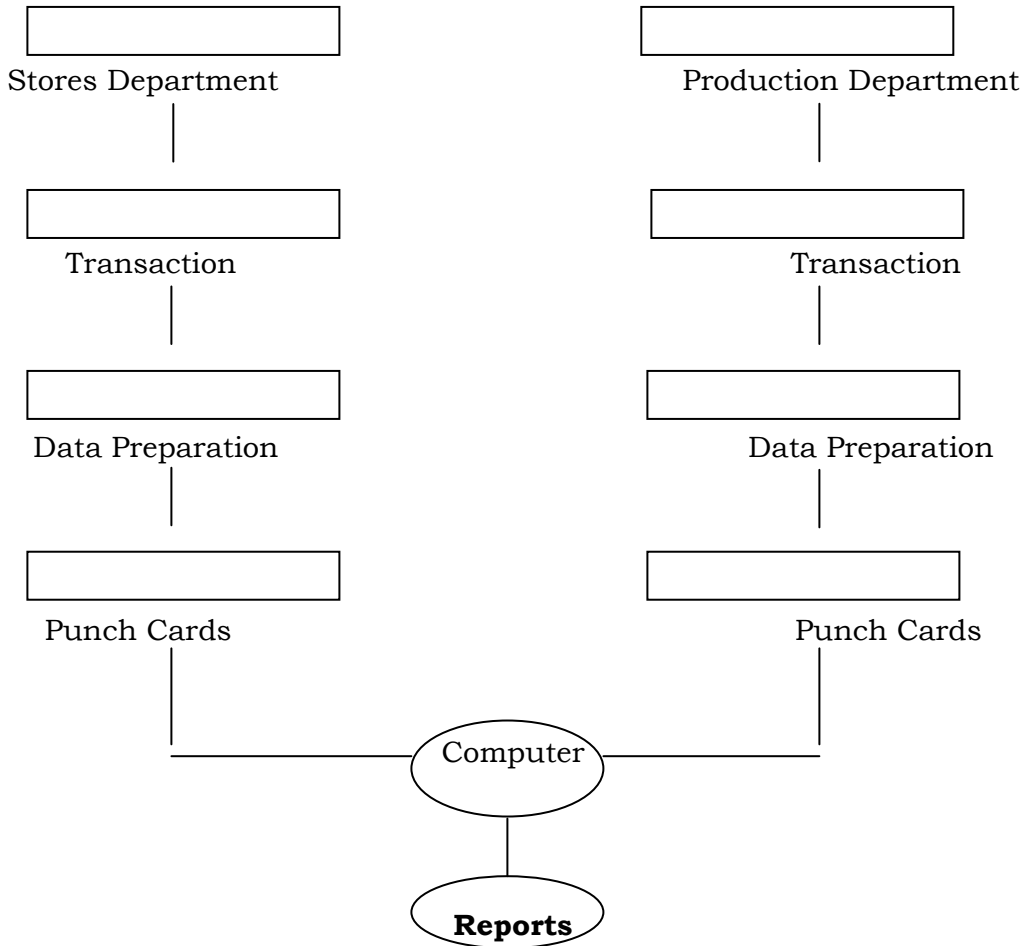 Stores Department
Production Department
Transaction
Transaction
Data Preparation
Data Preparation
Punch Cards
Punch Cards
Computer
Reports